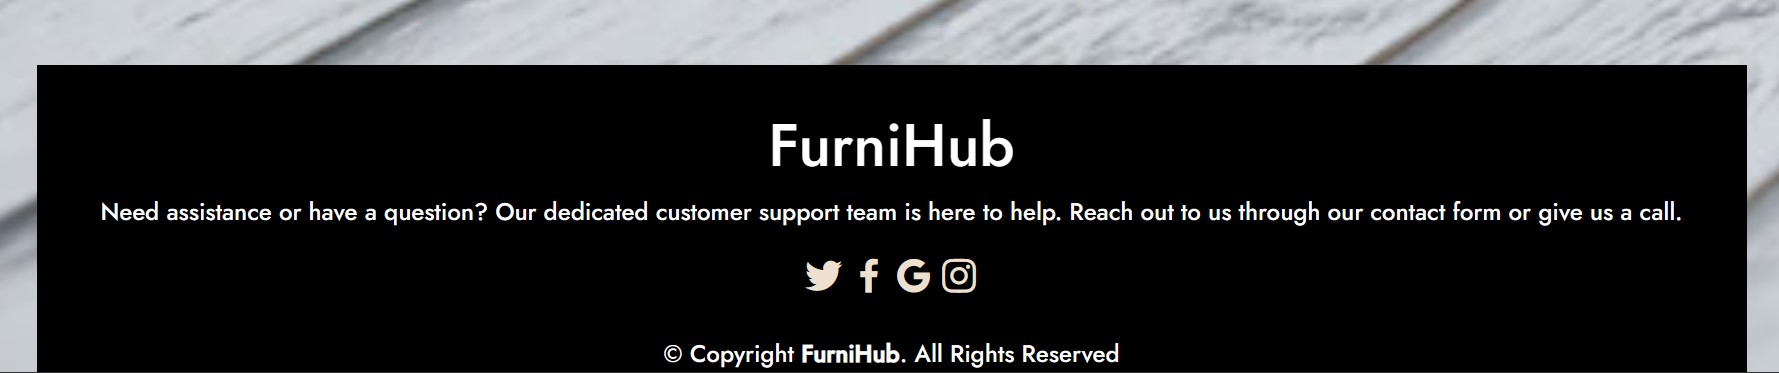 FurniHub
Need assistance or have a question? Our dedicated customer support team is here to help. Reach out to us through our contact form or give us a call.
© Copyright FurniHub. All Rights Reserved